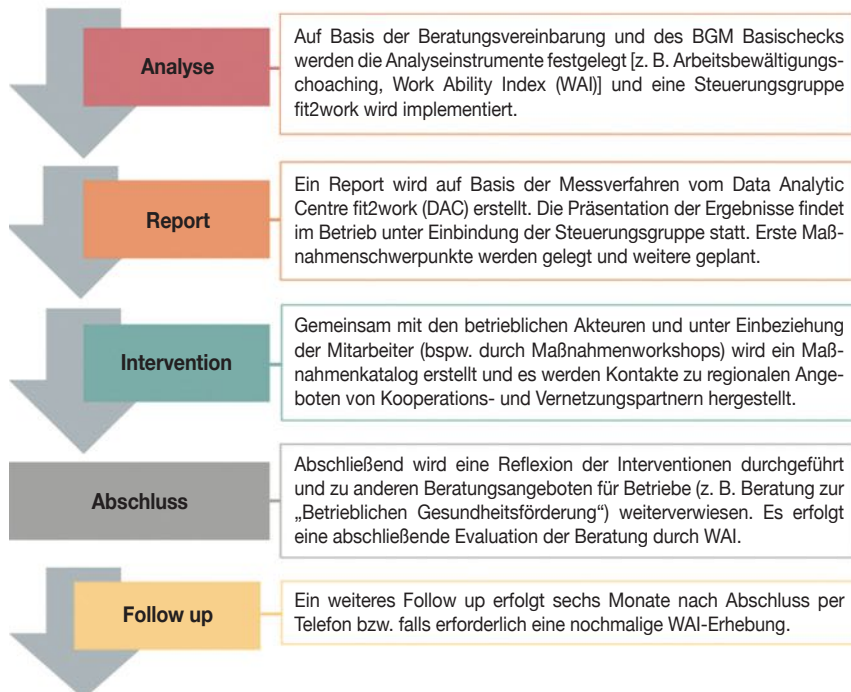 Analyse
Auf Basis der Beratungsvereinbarung und des BGM Basischecks
werden die Analyseinstrumente festgelegt [z. B. Arbeitsbewältigungs-
choaching, Work Ability Index (WAI)] und eine Steuerungsgruppe
fit2work wird implementiert.
Report
Ein Report wird auf Basis der Messverfahren vom Data Analytic
Centre fit2work (DAC) erstellt. Die Präsentation der Ergebnisse findet
im Betrieb unter Einbindung der Steuerungsgruppe statt. Erste Maß-
nahmenschwerpunkte werden gelegt und weitere geplant.
Intervention
Gemeinsam mit den betrieblichen Akteuren und unter Einbeziehung
der Mitarbeiter (bspw. durch Maßnahmenworkshops) wird ein Maß-
nahmenkatalog erstellt und es werden Kontakte zu regionalen Ange-
boten von Kooperations- und Vernetzungspartnern hergestellt.
Abschluss
Abschließend wird eine Reflexion der Interventionen durchgeführt
und zu anderen Beratungsangeboten für Betriebe (z. B. Beratung zur
„Betrieblichen Gesundheitsförderung“) weiterverwiesen. Es erfolgt
eine abschließende Evaluation der Beratung durch WAI.
Follow up
Ein weiteres Follow up erfolgt sechs Monate nach Abschluss per
Telefon bzw. falls erforderlich eine nochmalige WAI-Erhebung.